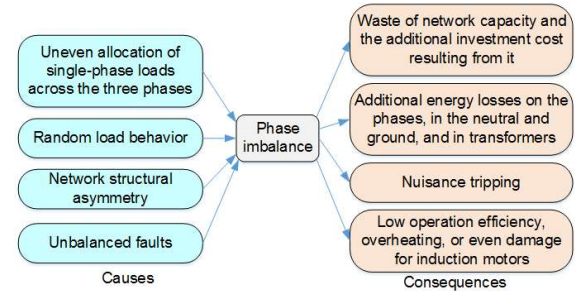 Uneven allocation of
single-phase loads
across the three phases
Random load behavior
Network structural
asymmetry
Unbalanced faults
Causes
Phase
imbalance
Waste of network capacity and
the additional investment cost
resulting from it
Additional energy losses on the
phases, in the neutral and
ground, and in transformers
Nuisance tripping
Low operation efficiency,
overheating, or even damage
for induction motors
Consequences